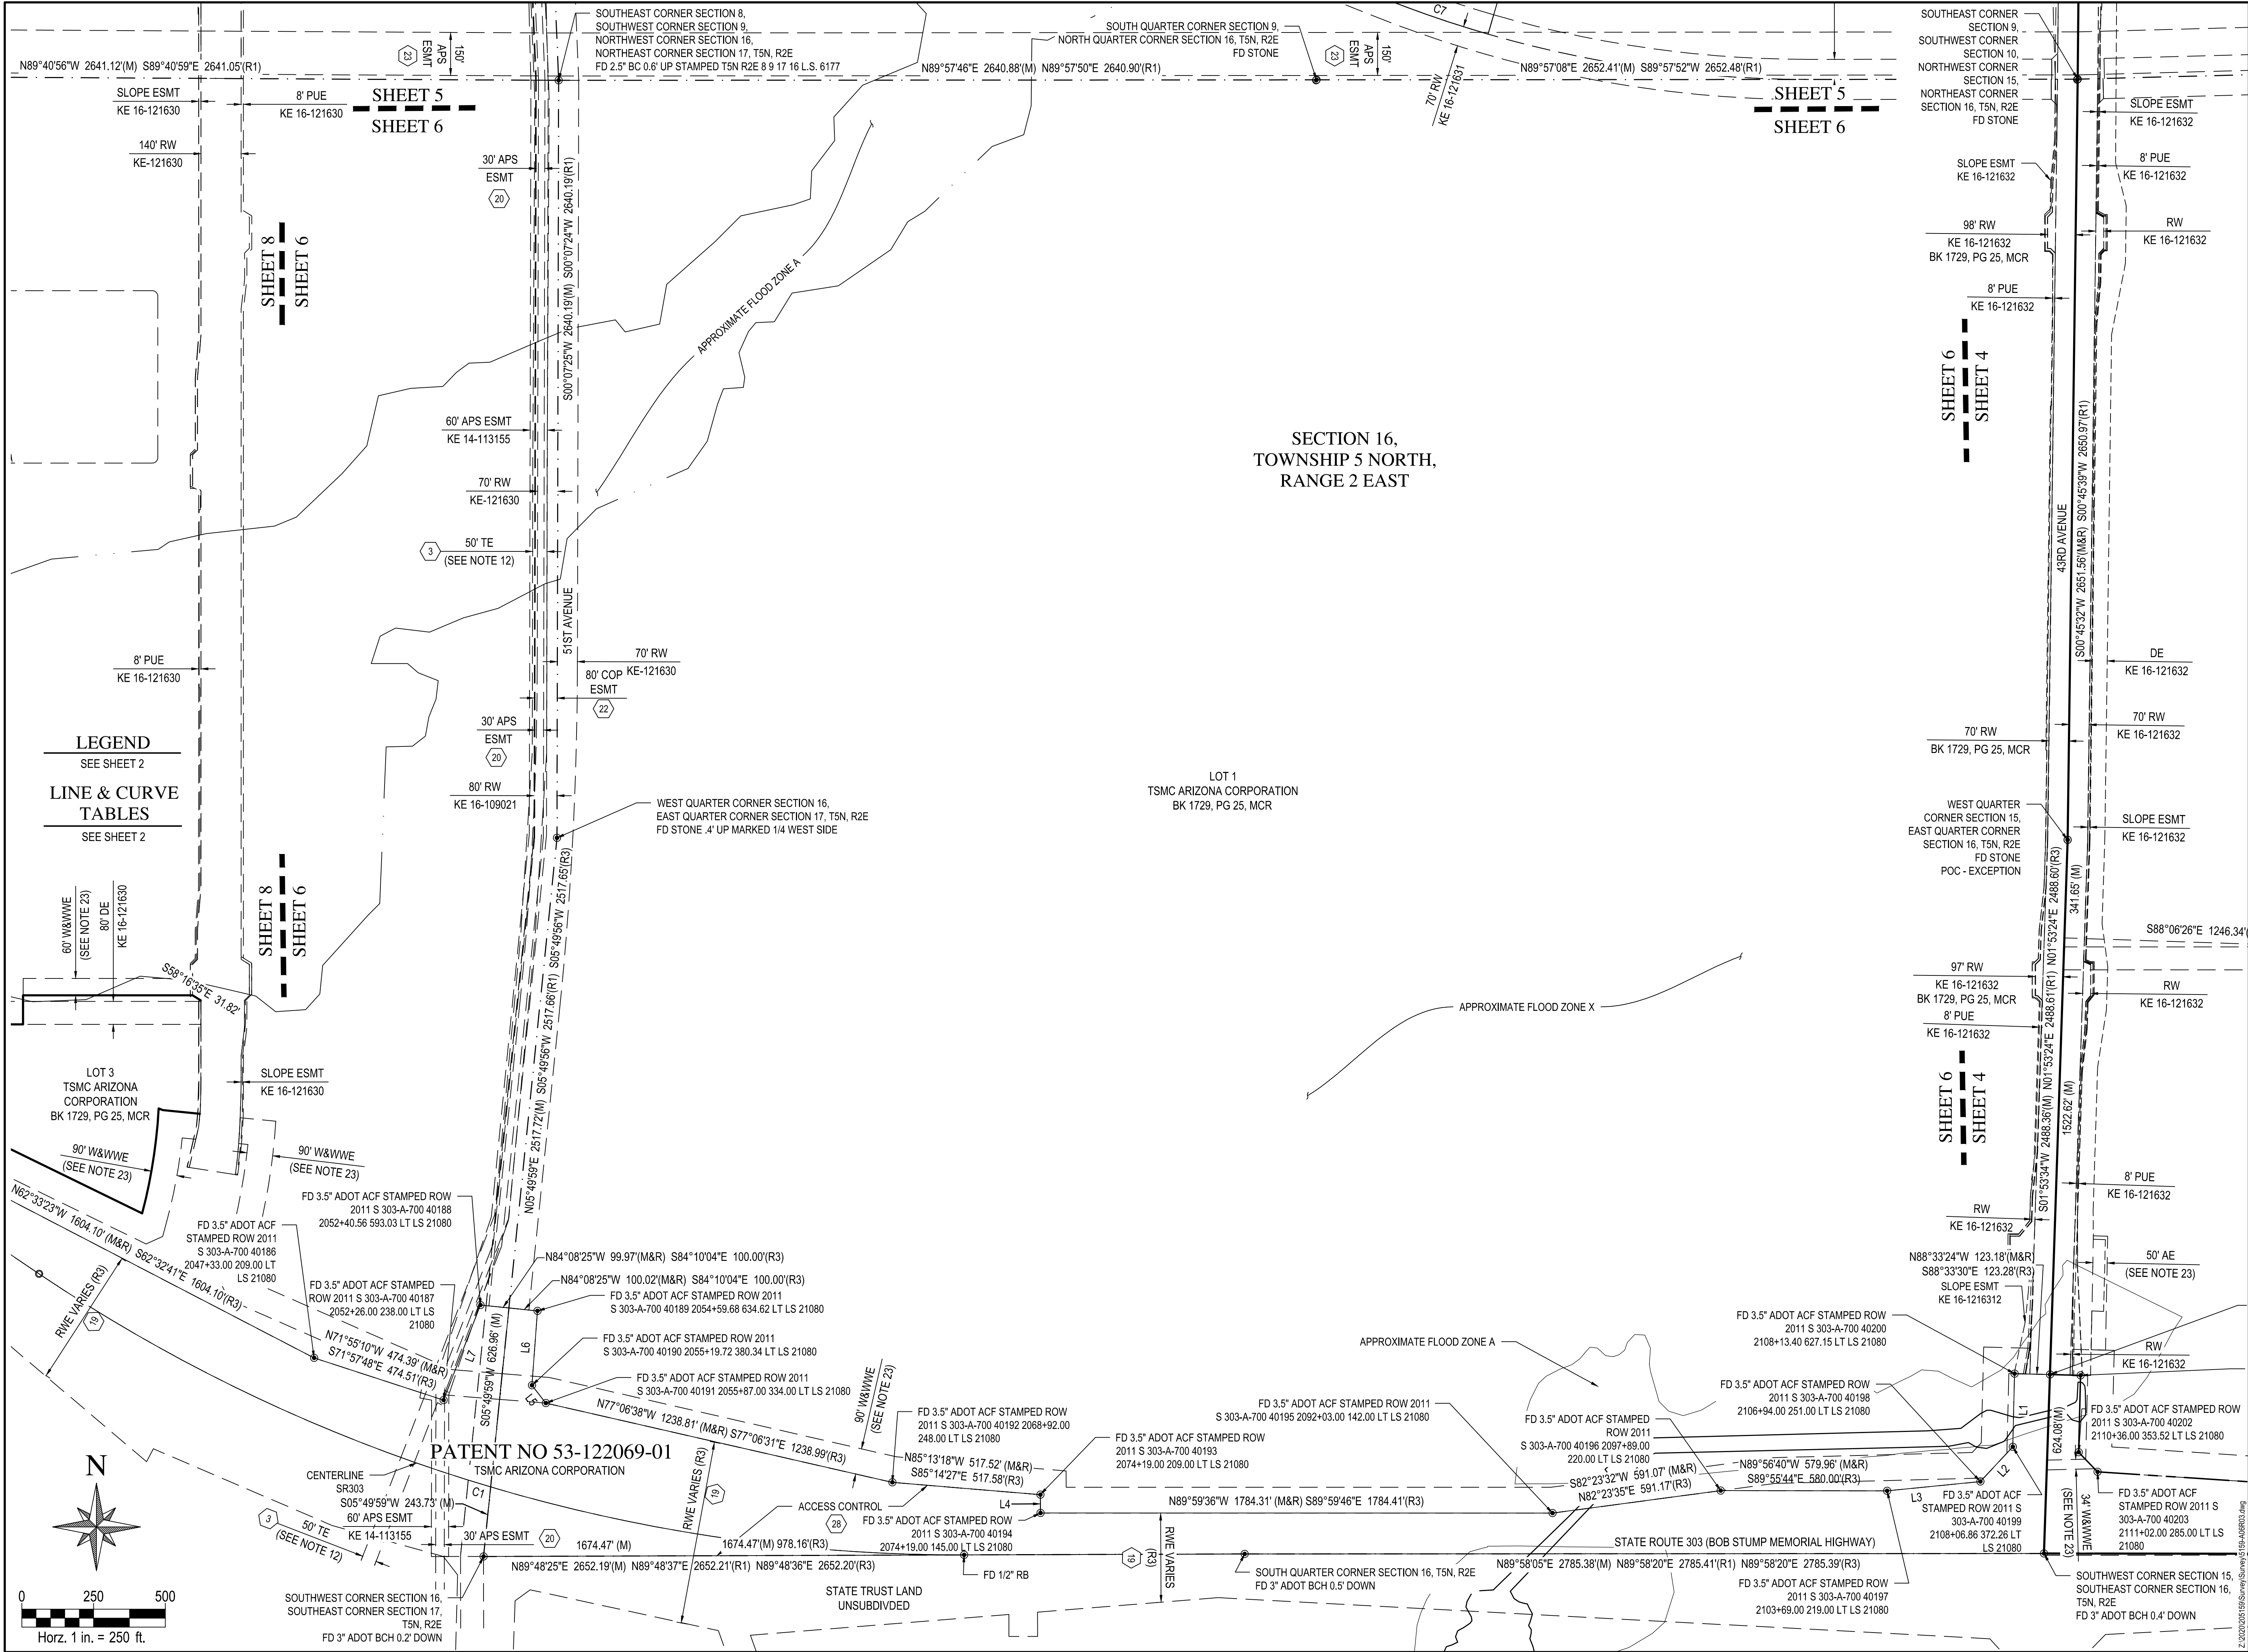 SOUTHEAST CORNER SECTION 8,
SOUTHWEST CORNER SECTION 9,
NORTHWEST CORNER SECTION 16,
NORTHEAST CORNER SECTION 17, T5N, R2E
FD 2.5" BC 0.6' UP STAMPED T5N R2E 8 9 17 16 L.S. 6177
SOUTH QUARTER CORNER SECTION 9,
NORTH QUARTER CORNER SECTION 16, T5N, R2E
FD STONE
C7
SOUTHEAST CORNER
SECTION 9,
SOUTHWEST CORNER
SECTION 10,
NORTHWEST CORNER
SECTION 15,
NORTHEAST CORNER
SECTION 16, T5N, R2E
FD STONE
23
150'
APS
ESMT
23
150'
APS
ESMT
N89°40'56"W 2641.12'(M) S89°40'59"E 2641.05'(R1)
N89°57'46"E 2640.88'(M) N89°57'50"E 2640.90'(R1)
N89°57'08"E 2652.41'(M) S89°57'52"W 2652.48'(R1)
70' RW
KE 16-121631
SLOPE ESMT
KE 16-121630
8' PUE
KE 16-121630
SHEET 5
SHEET 6
SHEET 5
SHEET 6
SLOPE ESMT
KE 16-121632
140' RW
KE-121630
30' APS
ESMT
20
SLOPE ESMT
KE 16-121632
8' PUE
KE 16-121632
98' RW
KE 16-121632
BK 1729, PG 25, MCR
RW
KE 16-121632
SHEET 8
SHEET 6
S00°07'25"W 2640.19'(M) S00°07'24"W 2640.19'(R1)
APPROXIMATE FLOOD ZONE A
8' PUE
KE 16-121632
SHEET 6
SHEET 4
60' APS ESMT
KE 14-113155
70' RW
KE-121630
3
50' TE
(SEE NOTE 12)
SECTION 16,
TOWNSHIP 5 NORTH,
RANGE 2 EAST
43RD AVENUE
S00°45'32"W 2651.56'(M&R) S00°45'39"W 2650.97'(R1)
51ST AVENUE
8' PUE
KE 16-121630
70' RW
KE-121630
80' COP
ESMT
22
DE
KE 16-121632
30' APS
ESMT
20
70' RW
KE 16-121632
70' RW
BK 1729, PG 25, MCR
LEGEND
SEE SHEET 2
LINE & CURVE
TABLES
SEE SHEET 2
80' RW
KE 16-109021
WEST QUARTER CORNER SECTION 16,
EAST QUARTER CORNER SECTION 17, T5N, R2E
FD STONE .4' UP MARKED 1/4 WEST SIDE
LOT 1
TSMC ARIZONA CORPORATION
BK 1729, PG 25, MCR
WEST QUARTER
CORNER SECTION 15,
EAST QUARTER CORNER
SECTION 16, T5N, R2E
FD STONE
POC - EXCEPTION
SLOPE ESMT
KE 16-121632
60' W&WWE
(SEE NOTE 23)
80' DE
KE 16-121630
SHEET 8
SHEET 6
341.65' (M)
S88°06'26"E 1246.34'(
S58°16'35"E 31.82'
97' RW
KE 16-121632
BK 1729, PG 25, MCR
RW
KE 16-121632
APPROXIMATE FLOOD ZONE X
8' PUE
KE 16-121632
N05°49'59"E 2517.72'(M) S05°49'56"W 2517.66'(R1) S05°49'56"W 2517.65'(R3)
S01°53'34"W 2488.36'(M) N01°53'24"E 2488.61'(R1) N01°53'24"E 2488.60'(R3)
1522.62' (M)
SHEET 6
SHEET 4
LOT 3
TSMC ARIZONA
CORPORATION
BK 1729, PG 25, MCR
SLOPE ESMT
KE 16-121630
90' W&WWE
(SEE NOTE 23)
90' W&WWE
(SEE NOTE 23)
8' PUE
KE 16-121632
RW
KE 16-121632
N62°33'23"W 1604.10' (M&R) S62°32'41"E 1604.10'(R3)
RWE VARIES (R3)
19
FD 3.5" ADOT ACF STAMPED ROW
2011 S 303-A-700 40188
2052+40.56 593.03 LT LS 21080
FD 3.5" ADOT ACF
STAMPED ROW 2011
S 303-A-700 40186
2047+33.00 209.00 LT
LS 21080
FD 3.5" ADOT ACF STAMPED
ROW 2011 S 303-A-700 40187
2052+26.00 238.00 LT LS
21080
N84°08'25"W 99.97'(M&R) S84°10'04"E 100.00'(R3)
N84°08'25"W 100.02'(M&R) S84°10'04"E 100.00'(R3)
FD 3.5" ADOT ACF STAMPED ROW 2011
S 303-A-700 40189 2054+59.68 634.62 LT LS 21080
N88°33'24"W 123.18'(M&R)
S88°33'30"E 123.28'(R3)
SLOPE ESMT
KE 16-1216312
50' AE
(SEE NOTE 23)
N71°55'10"W 474.39' (M&R)
S71°57'48"E 474.51'(R3)
L7
S05°49'59"W 626.96' (M)
L6
L5
FD 3.5" ADOT ACF STAMPED ROW 2011
S 303-A-700 40190 2055+19.72 380.34 LT LS 21080
FD 3.5" ADOT ACF STAMPED ROW 2011
S 303-A-700 40191 2055+87.00 334.00 LT LS 21080
APPROXIMATE FLOOD ZONE A
FD 3.5" ADOT ACF STAMPED ROW
2011 S 303-A-700 40200
2108+13.40 627.15 LT LS 21080
RW
KE 16-121632
N77°06'38"W 1238.81' (M&R) S77°06'31"E 1238.99'(R3)
90' W&WWE
(SEE NOTE 23)
FD 3.5" ADOT ACF STAMPED ROW
2011 S 303-A-700 40192 2068+92.00
248.00 LT LS 21080
FD 3.5" ADOT ACF STAMPED ROW 2011
S 303-A-700 40195 2092+03.00 142.00 LT LS 21080
FD 3.5" ADOT ACF STAMPED ROW
2011 S 303-A-700 40198
2106+94.00 251.00 LT LS 21080
L1
624.08'(M)
FD 3.5" ADOT ACF STAMPED ROW
2011 S 303-A-700 40202
2110+36.00 353.52 LT LS 21080
PATENT NO 53-122069-01
TSMC ARIZONA CORPORATION
N85°13'18"W 517.52' (M&R)
S85°14'27"E 517.58'(R3)
FD 3.5" ADOT ACF STAMPED ROW
2011 S 303-A-700 40193
2074+19.00 209.00 LT LS 21080
FD 3.5" ADOT ACF STAMPED
ROW 2011
S 303-A-700 40196 2097+89.00
220.00 LT LS 21080
N89°56'40"W 579.96' (M&R)
S89°55'44"E 580.00'(R3)
L2
N
CENTERLINE
SR303
C1
S05°49'59"W 243.73' (M)
RWE VARIES (R3)
19
L4
N89°59'36"W 1784.31' (M&R) S89°59'46"E 1784.41'(R3)
S82°23'32"W 591.07' (M&R)
N82°23'35"E 591.17'(R3)
L3
FD 3.5" ADOT ACF
STAMPED ROW 2011 S
303-A-700 40199
2108+06.86 372.26 LT
LS 21080
34' W&WWE
(SEE NOTE 23)
FD 3.5" ADOT ACF
STAMPED ROW 2011 S
303-A-700 40203
2111+02.00 285.00 LT LS
21080
3
50' TE
(SEE NOTE 12)
60' APS ESMT
KE 14-113155
30' APS ESMT
20
ACCESS CONTROL
28
FD 3.5" ADOT ACF STAMPED ROW
2011 S 303-A-700 40194
2074+19.00 145.00 LT LS 21080
1674.47' (M)
1674.47'(M) 978.16'(R3)
19
RWE VARIES
(R3)
STATE ROUTE 303 (BOB STUMP MEMORIAL HIGHWAY)
N89°48'25"E 2652.19'(M) N89°48'37"E 2652.21'(R1) N89°48'36"E 2652.20'(R3)
N89°58'05"E 2785.38'(M) N89°58'20"E 2785.41'(R1) N89°58'20"E 2785.39'(R3)
FD 1/2" RB
SOUTH QUARTER CORNER SECTION 16, T5N, R2E
FD 3" ADOT BCH 0.5' DOWN
FD 3.5" ADOT ACF STAMPED ROW
2011 S 303-A-700 40197
2103+69.00 219.00 LT LS 21080
SOUTHWEST CORNER SECTION 15,
SOUTHEAST CORNER SECTION 16,
T5N, R2E
FD 3" ADOT BCH 0.4' DOWN
0 250 500
Horz. 1 in. = 250 ft.
SOUTHWEST CORNER SECTION 16,
SOUTHEAST CORNER SECTION 17,
T5N, R2E
FD 3" ADOT BCH 0.2' DOWN
STATE TRUST LAND
UNSUBDIVDED